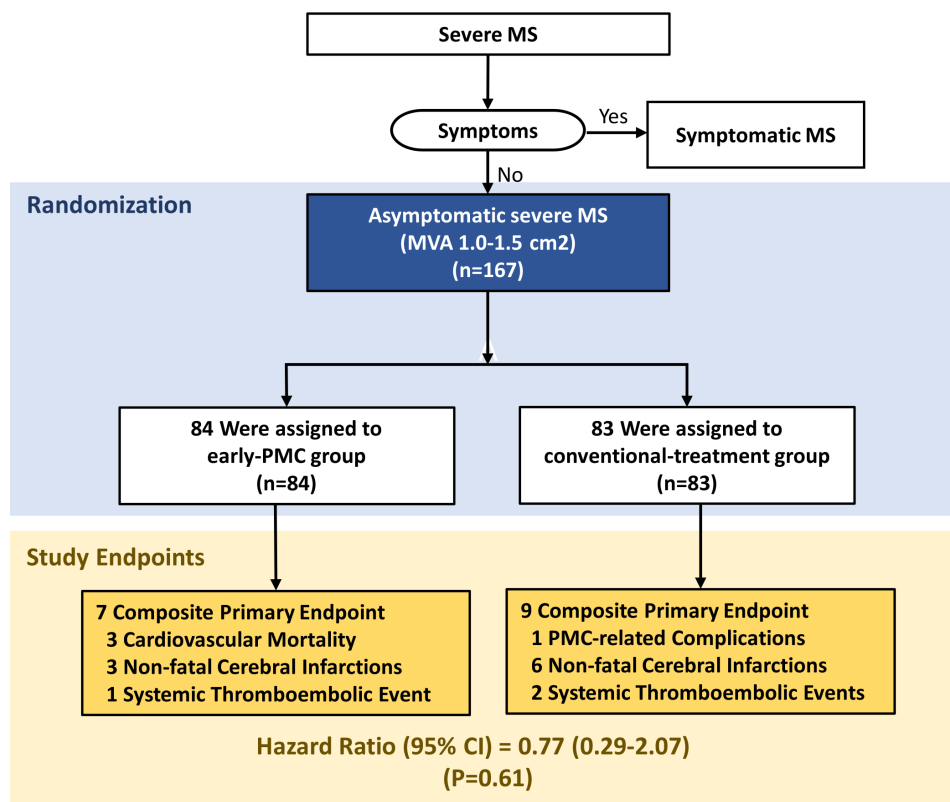 Severe MS
Symptoms
Yes
Symptomatic MS
No
Randomization
Asymptomatic severe MS
(MVA 1.0-1.5 cm2)
(n=167)
84 Were assigned to
early-PMC group
(n=84)
83 Were assigned to
conventional-treatment group
(n=83)
Study Endpoints
7 Composite Primary Endpoint
3 Cardiovascular Mortality
3 Non-fatal Cerebral Infarctions
1 Systemic Thromboembolic Event
9 Composite Primary Endpoint
1 PMC-related Complications
6 Non-fatal Cerebral Infarctions
2 Systemic Thromboembolic Events
Hazard Ratio (95% CI) = 0.77 (0.29-2.07)
(P=0.61)